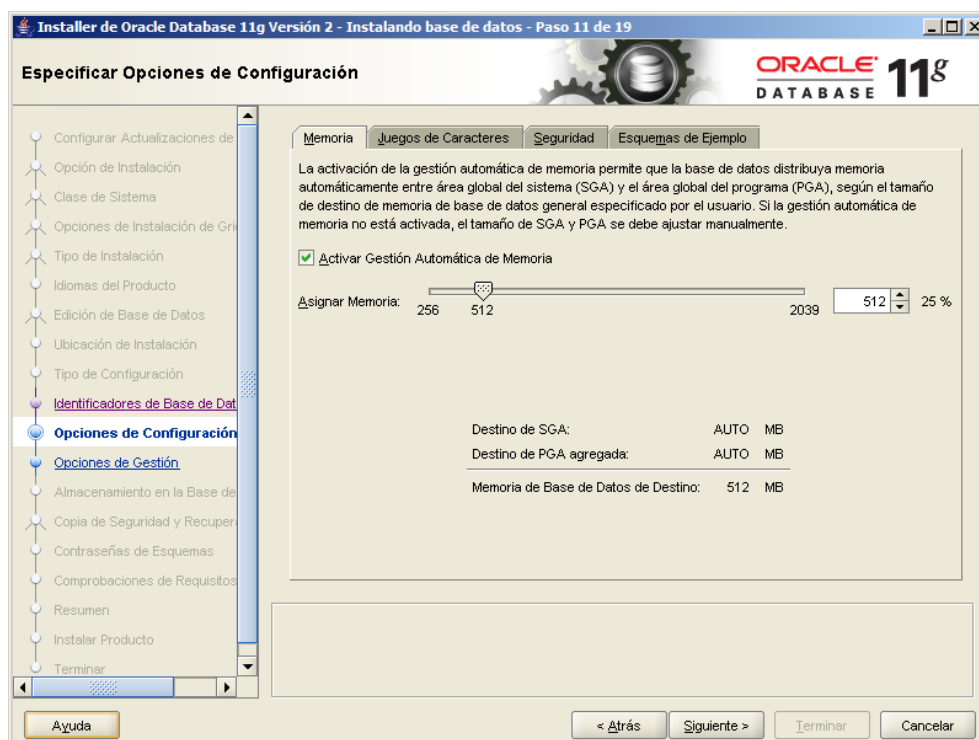 Installer de Oracle Database 11g Versión 2 - Instalando base de datos - Paso 11 de 19
Especificar Opciones de Configuración
ORACLE
DATABASE
11g
Configurar Actualizaciones de
Opción de Instalación
Clase de Sistema
Opciones de Instalación de Gri
Tipo de Instalación
Idiomas del Producto
Edición de Base de Datos
Ubicación de Instalación
Tipo de Configuración
Identificadores de Base de Dat
Opciones de Configuración
Opciones de Gestión
Almacenamiento en la Base de
Copia de Seguridad y Recuper
Contraseñas de Esquemas
Comprobaciones de Requisitos
Resumen
Instalar Producto
Terminar
Memoria Juegos de Caracteres Seguridad Esquemas de Ejemplo
La activación de la gestión automática de memoria permite que la base de datos distribuya memoria
automáticamente entre área global del sistema (SGA) y el área global del programa (PGA), según el tamaño
de destino de memoria de base de datos general especificado por el usuario. Si la gestión automática de
memoria no está activada, el tamaño de SGA y PGA se debe ajustar manualmente.
Activar Gestión Automática de Memoria
Asignar Memoria: 512 25 %
256 512 2039
Destino de SGA: AUTO MB
Destino de PGA agregada: AUTO MB
Memoria de Base de Datos de Destino: 512 MB
Ayuda < Atrás Siguiente > Terminar Cancelar